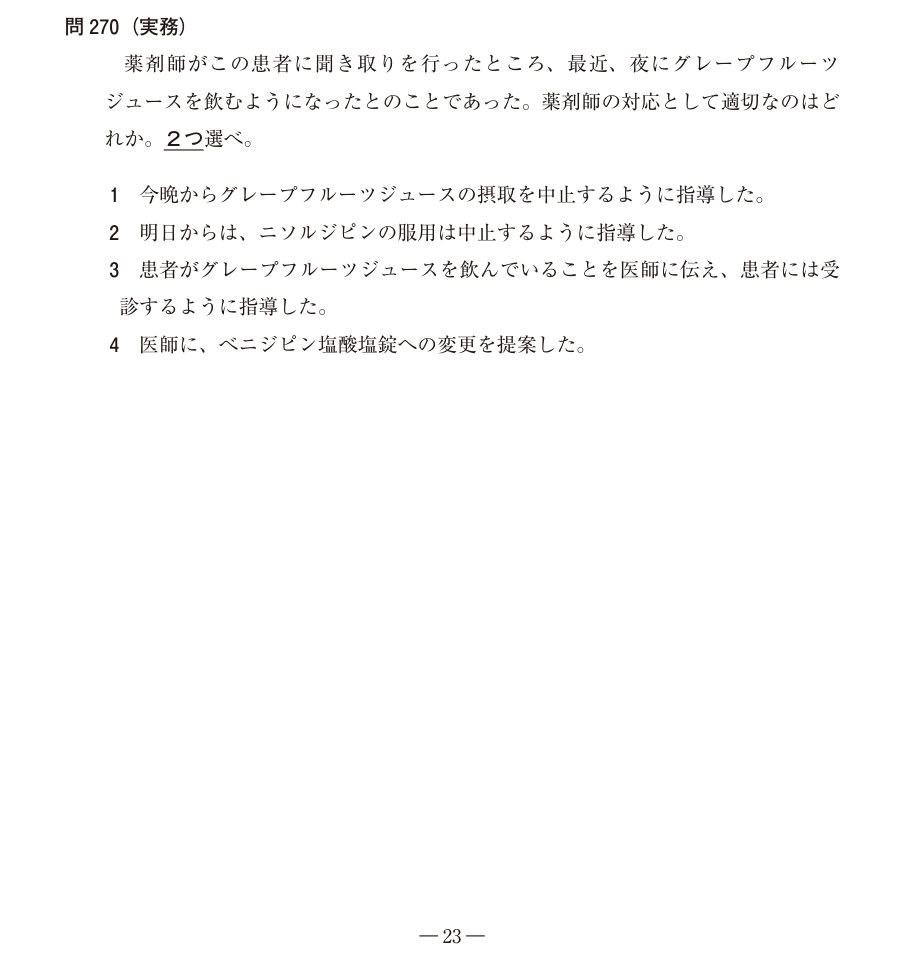 問 270（実務）
薬剤師がこの患者に聞き取りを行ったところ、最近、夜にグレープフルーツ
ジュースを飲むようになったとのことであった。薬剤師の対応として適切なのはど
れか。２つ選べ。
1　今晩からグレープフルーツジュースの摂取を中止するように指導した。
2　明日からは、ニソルジピンの服用は中止するように指導した。
3　患者がグレープフルーツジュースを飲んでいることを医師に伝え、患者には受
診するように指導した。
4　医師に、ベニジピン塩酸塩錠への変更を提案した。
― 23 ―